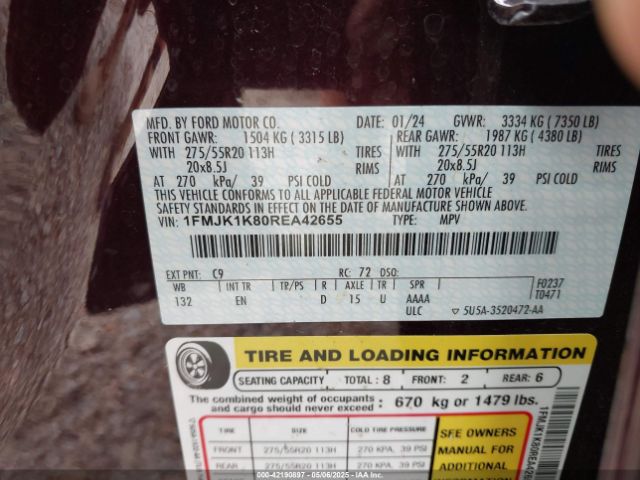 MFD. BY FORD MOTOR CO. DATE: 01/24 GVWR: 3334 KG ( 7350 LB)
FRONT GAWR: 1504 KG ( 3315 LB) REAR GAWR: 1987 KG ( 4380 LB)
WITH 275/55R20 113H TIRES WITH 275/55R20 113H TIRES
20x8.5J RIMS 20x8.5J RIMS
AT 270 kPa/ 39 PSI COLD AT 270 kPa/ 39 PSI COLD
THIS VEHICLE CONFORMS TO ALL APPLICABLE FEDERAL MOTOR VEHICLE
SAFETY STANDARDS IN EFFECT ON THE DATE OF MANUFACTURE SHOWN ABOVE.
VIN: 1FMJK1K80REA42655 TYPE: MPV
EXT PNT: C9 RC: 72 DSO:
WB INT TR TP/PS R AXLE TR SPR F0237
132 EN D 15 U AAAA T0471
ULC 5U5A-3520472-AA
TIRE AND LOADING INFORMATION
SEATING CAPACITY TOTAL : 8 FRONT: 2 REAR: 6
The combined weight of occupants
and cargo should never exceed : 670 kg or 1479 lbs.
TIRE SIZE COLD TIRE PRESSURE
FRONT 275/55R20 113H 270 KPA, 39 PSI
REAR 275/55R20 113H 270 KPA, 39 PSI
SEE OWNERS
MANUAL FOR
ADDITIONAL
INFORMATION
000-42190897 05/06/2025 IAAI.COM COPART